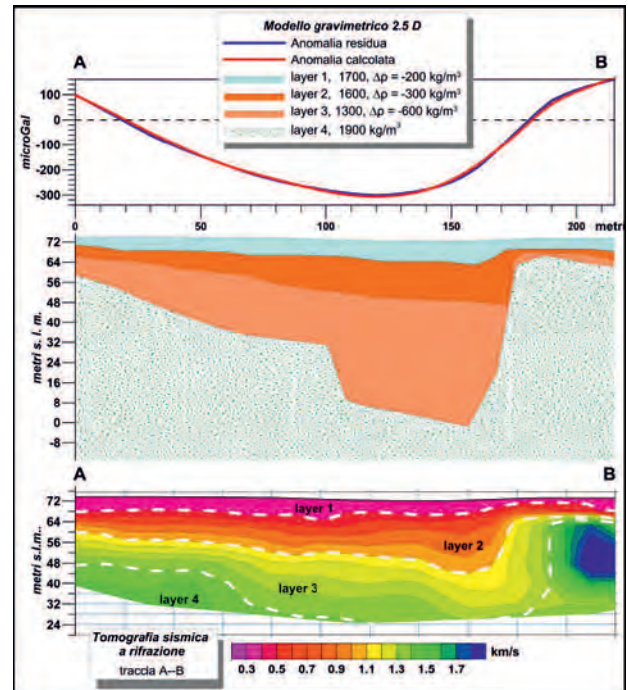 Modello gravimetrico 2.5 D
Anomalia residua
Anomalia calcolata
layer 1, 1700, Δρ = -200 kg/m³
layer 2, 1600, Δρ = -300 kg/m³
layer 3, 1300, Δρ = -600 kg/m³
layer 4, 1900 kg/m³
A
B
microGal
100
0
-100
-200
-300
0 50 100 150 200 metri
metri s. l. m.
72
64
56
48
40
32
24
16
8
0
-8
A
B
metri s.l.m..
72
64
56
48
40
32
24
layer 1
layer 2
layer 3
layer 4
Tomografia sismica
a rifrazione
traccia A--B
km/s
0.3 0.5 0.7 0.9 1.1 1.3 1.5 1.7